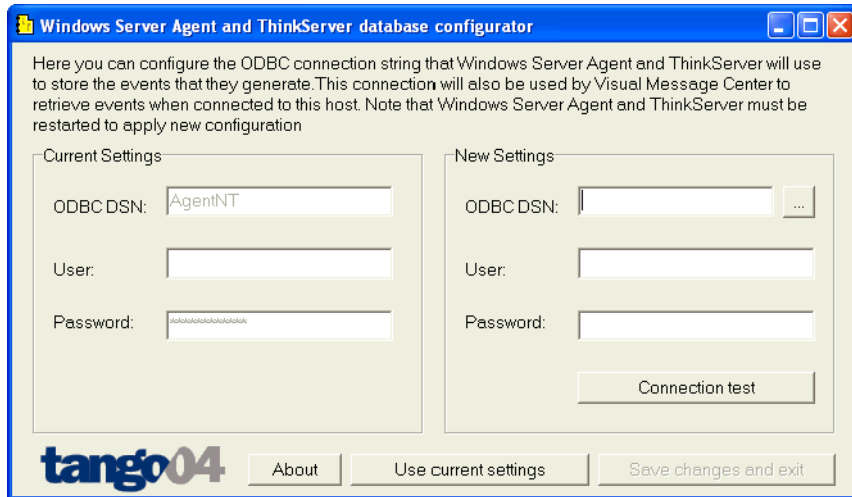 Windows Server Agent and ThinkServer database configurator
Here you can configure the ODBC connection string that Windows Server Agent and ThinkServer will use
to store the events that they generate.This connection will also be used by Visual Message Center to
retrieve events when connected to this host. Note that Windows Server Agent and ThinkServer must be
restarted to apply new configuration
Current Settings
ODBC DSN: AgentNT
User:
Password: **************
New Settings
ODBC DSN: ...
User:
Password:
Connection test
tango04 About Use current settings Save changes and exit